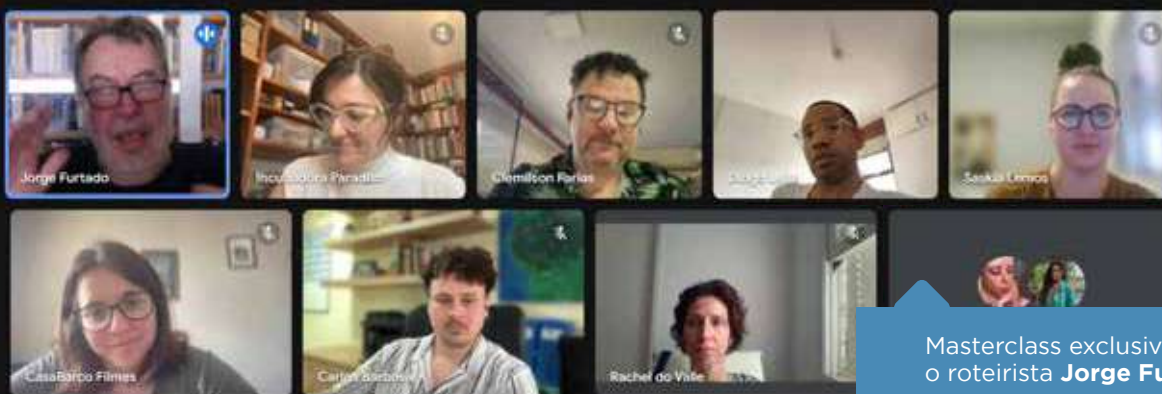 Jorge Furtado
Incubadora Paradiso
Clemilson Farias
Saskia Lemos
CasaBarco Filmes
Carlos Barbosa
Rachel do Valle
Masterclass exclusiv
o roteirista Jorge Fu